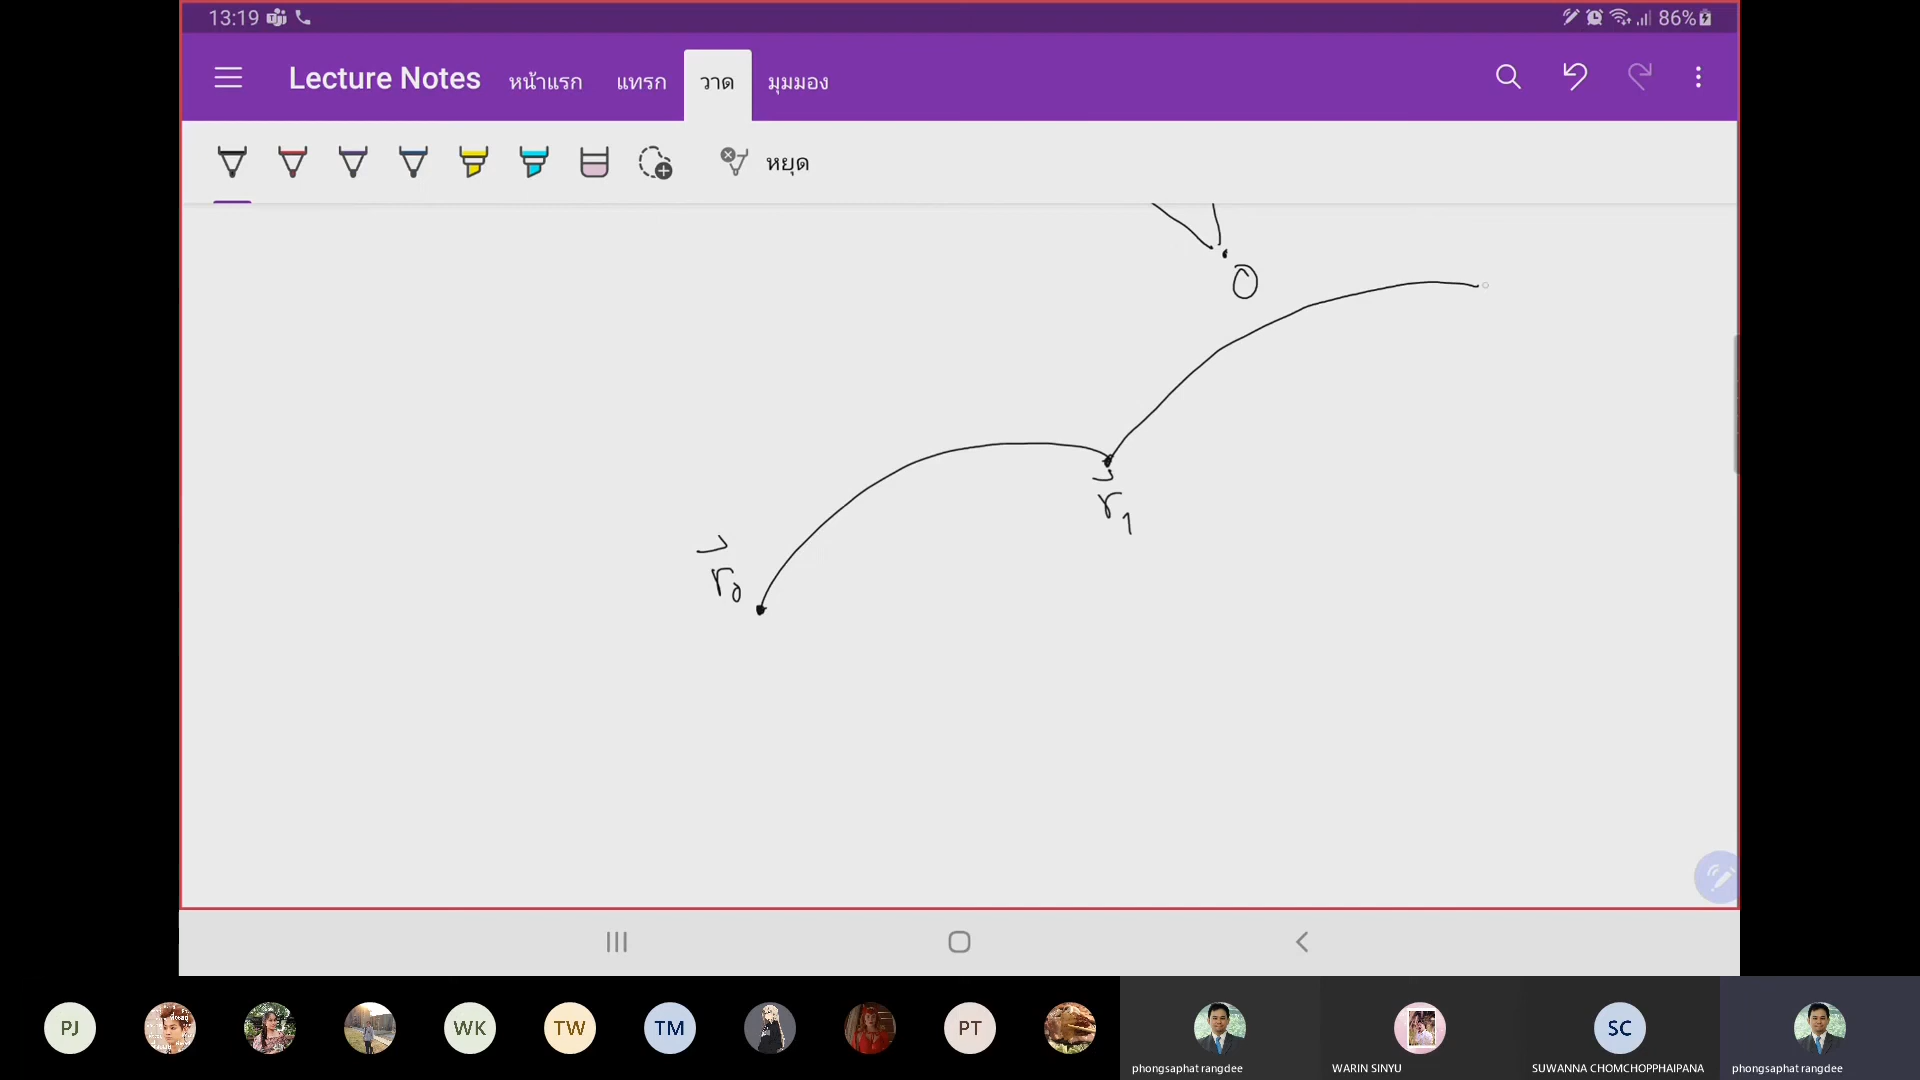 13:19 86%
Lecture Notes หน้าแรก แทรก วาด มุมมอง
หยุด
0
r₀
r₁
PJ WK TW TM PT SC
phongsaphat rangdee WARIN SINYU SUWANNA CHOMCHOPPHAIPANA phongsaphat rangdee